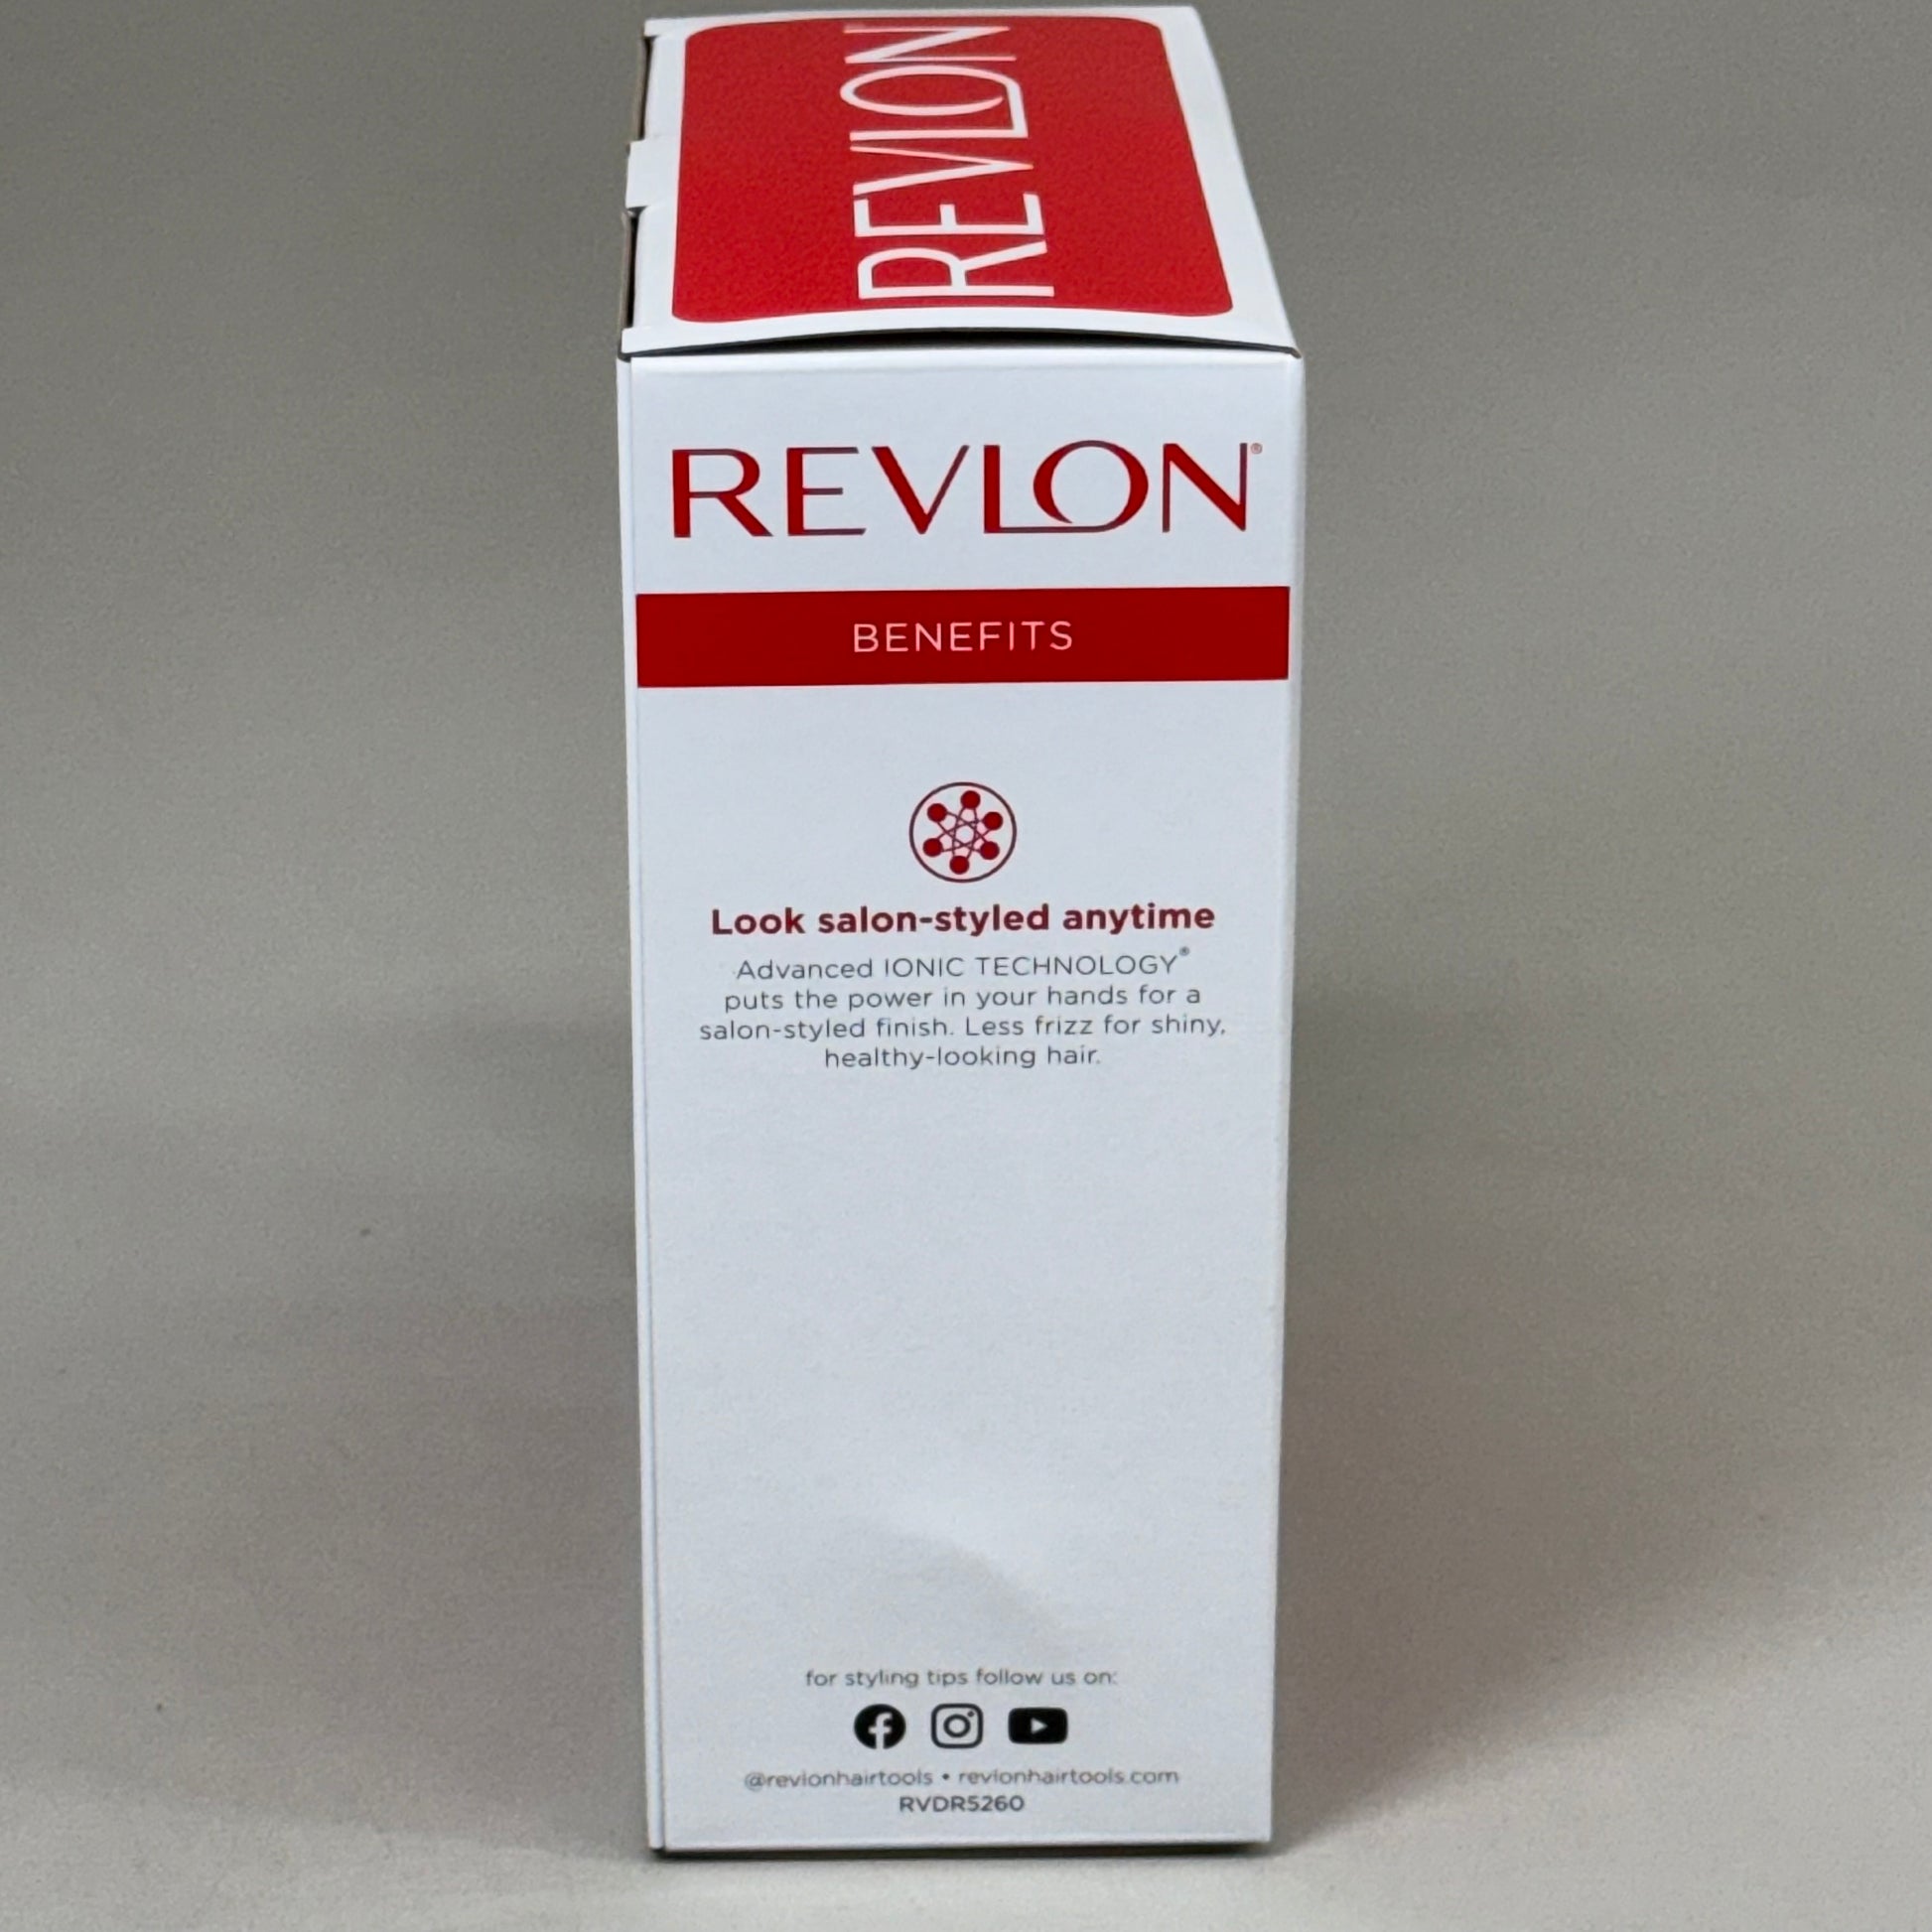 REVLON
REVLON®
BENEFITS
Look salon-styled anytime
Advanced IONIC TECHNOLOGY®
puts the power in your hands for a
salon-styled finish. Less frizz for shiny,
healthy-looking hair.
for styling tips follow us on:
@revlonhairtools • revlonhairtools.com
RVDR5260